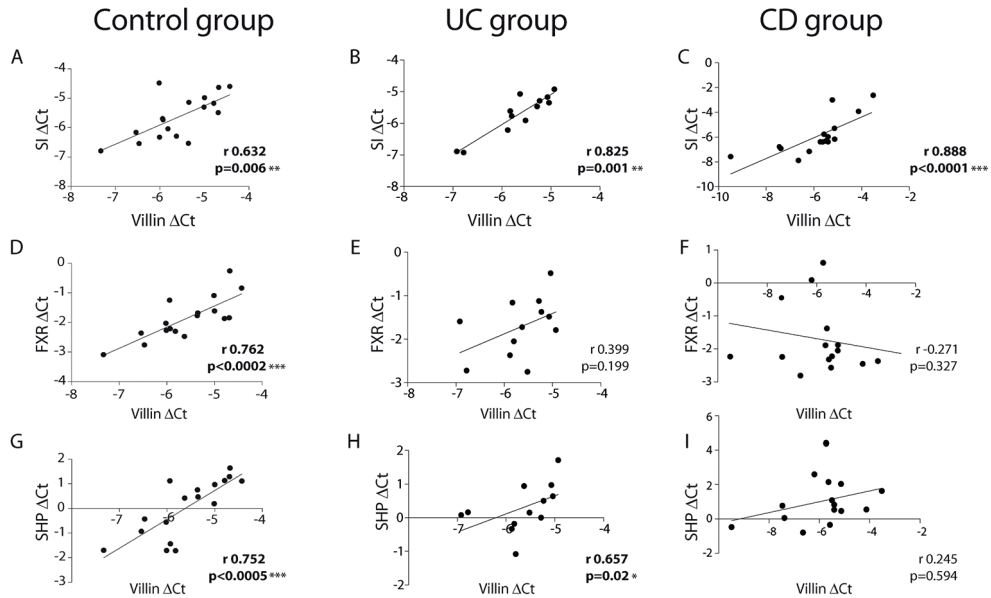 Control group UC group CD group
A B C
-4 -5 -6 -7 -8
SI ΔCt
r 0.632
p=0.006 **
-8 -7 -6 -5 -4
Villin ΔCt
-4 -5 -6 -7 -8
SI ΔCt
r 0.825
p=0.001 **
-8 -7 -6 -5 -4
Villin ΔCt
0 -2 -4 -6 -8 -10
SI ΔCt
r 0.888
p<0.0001 ***
-10 -8 -6 -4 -2
Villin ΔCt
D E F
0 -1 -2 -3 -4
FXR ΔCt
r 0.762
p<0.0002 ***
-8 -7 -6 -5 -4
Villin ΔCt
0 -1 -2 -3
FXR ΔCt
r 0.399
p=0.199
-8 -7 -6 -5 -4
Villin ΔCt
1 0 -1 -2 -3
FXR ΔCt
-8 -6 -4 -2
r -0.271
p=0.327
Villin ΔCt
G H I
2 1 0 -1 -2 -3
SHP ΔCt
-7 -6 -5 -4
r 0.752
p<0.0005 ***
Villin ΔCt
2 1 0 -1 -2
SHP ΔCt
-7 -6 -5 -4
r 0.657
p=0.02 *
Villin ΔCt
6 4 2 0 -2
SHP ΔCt
-8 -6 -4 -2
r 0.245
p=0.594
Villin ΔCt